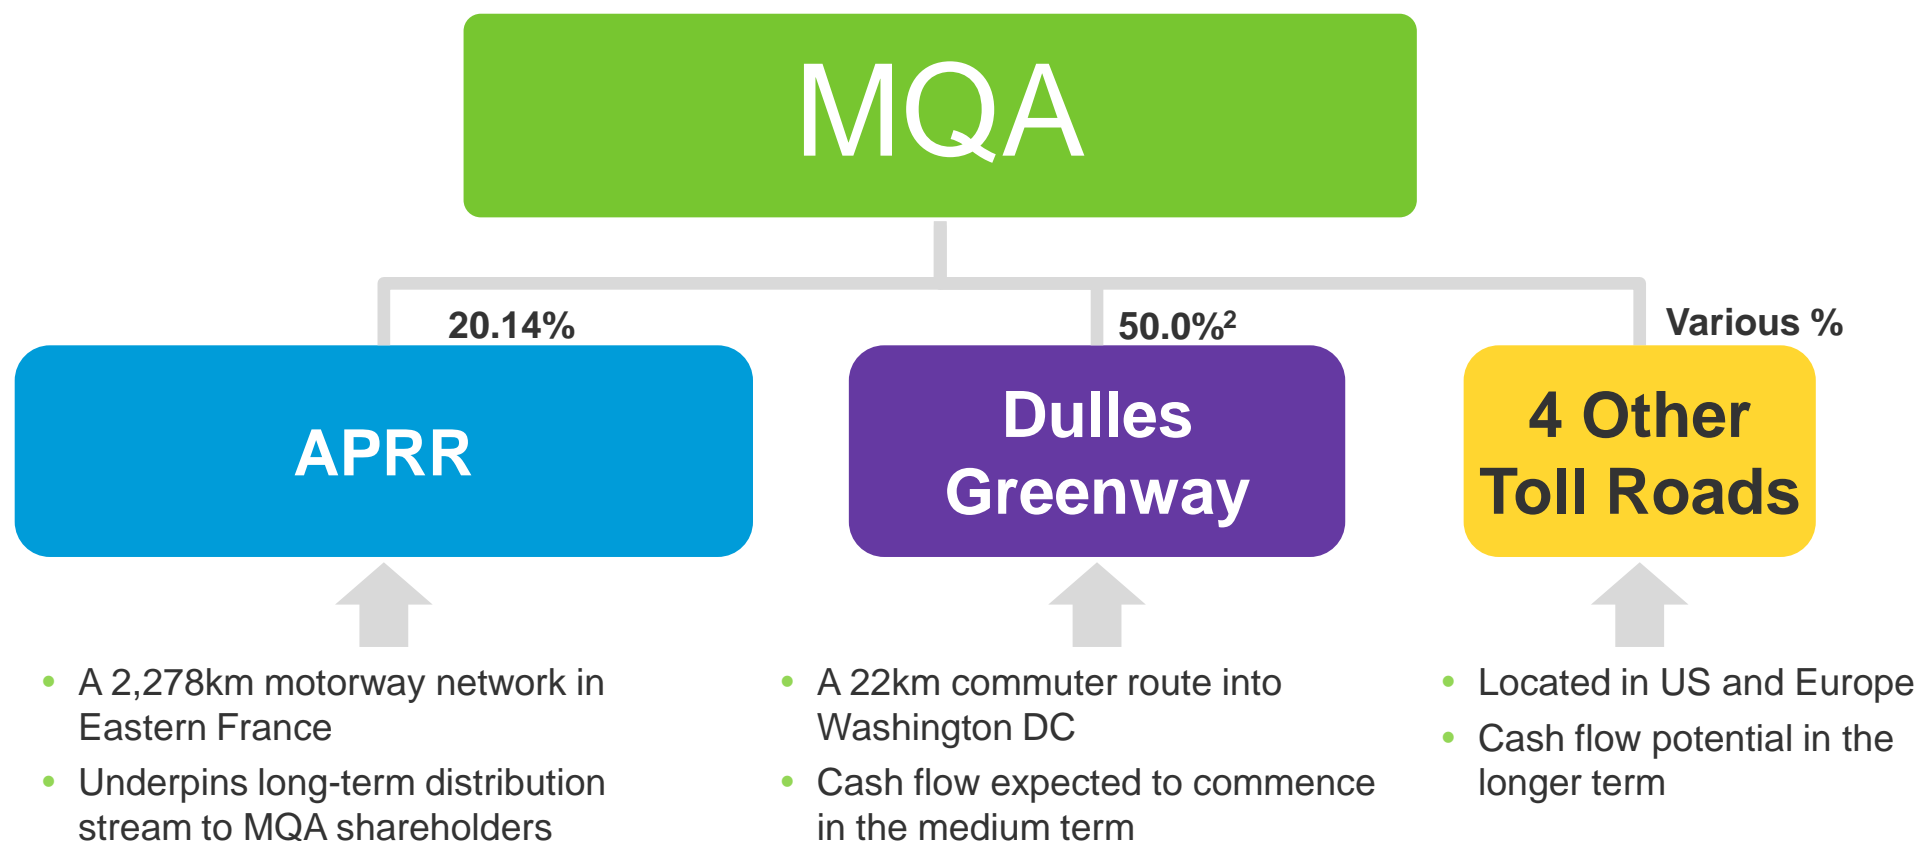 MQA
20.14%
50.0%²
Various %
APRR
Dulles
Greenway
4 Other
Toll Roads
• A 2,278km motorway network in
Eastern France
• Underpins long-term distribution
stream to MQA shareholders
• A 22km commuter route into
Washington DC
• Cash flow expected to commence
in the medium term
• Located in US and Europe
• Cash flow potential in the
longer term